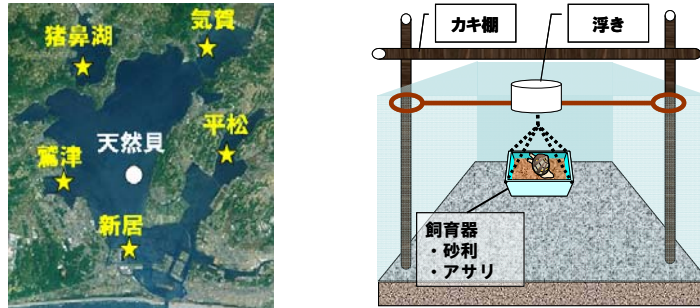 猪鼻湖
気賀
天然貝
平松
鷲津
新居
カキ棚
浮き
飼育器
・砂利
・アサリ